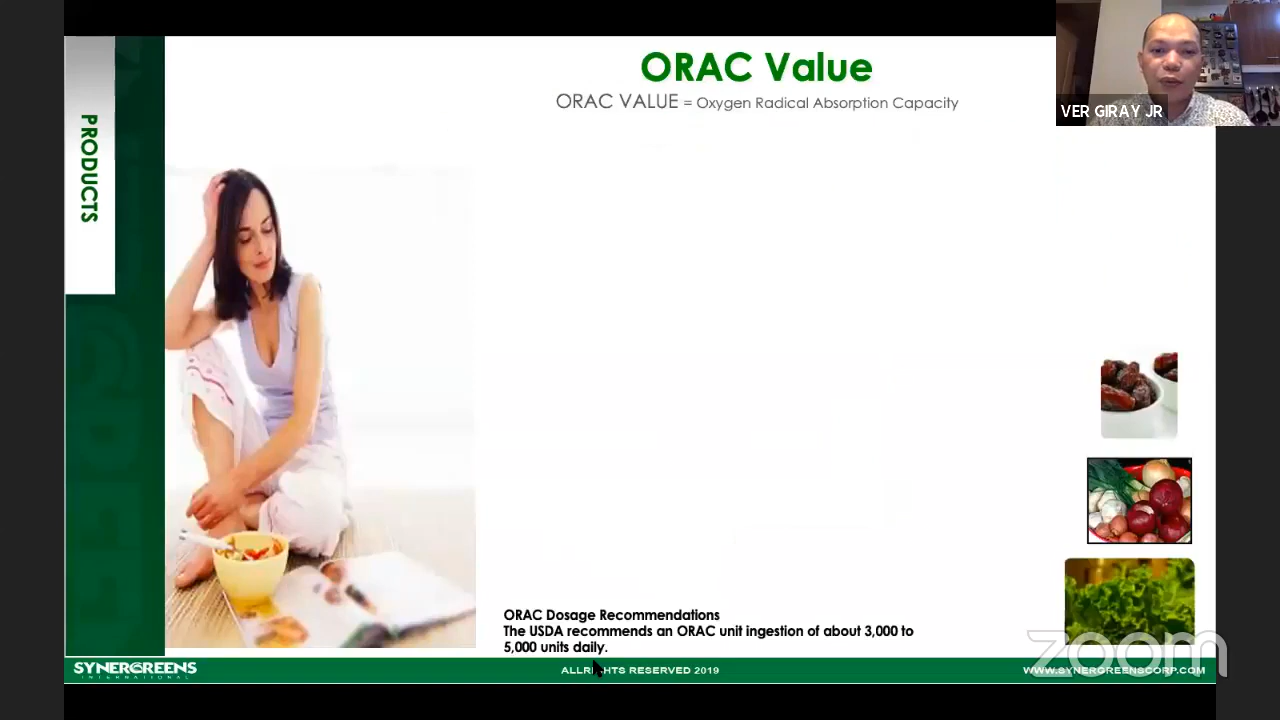 ORAC Value
ORAC VALUE = Oxygen Radical Absorption Capacity
VER GIRAY JR
PRODUCTS
ORAC Dosage Recommendations
The USDA recommends an ORAC unit ingestion of about 3,000 to
5,000 units daily.
zoom
SYNERGREENS
INTERNATIONAL
ALL RIGHTS RESERVED 2019
WWW.SYNERGREENSCORP.COM